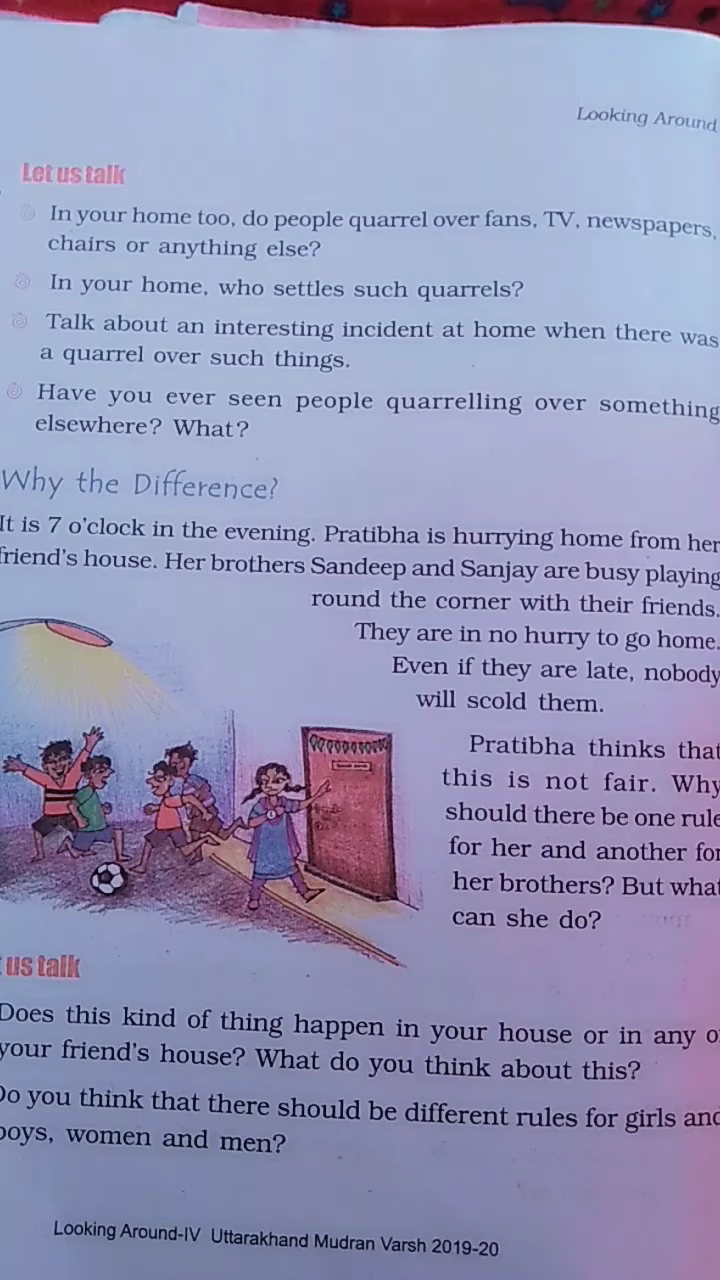 Looking Around
Let us talk
In your home too, do people quarrel over fans, TV, newspapers,
chairs or anything else?
In your home, who settles such quarrels?
Talk about an interesting incident at home when there was
a quarrel over such things.
Have you ever seen people quarrelling over something
elsewhere? What?
Why the Difference?
It is 7 o'clock in the evening. Pratibha is hurrying home from her
friend's house. Her brothers Sandeep and Sanjay are busy playing
round the corner with their friends.
They are in no hurry to go home.
Even if they are late, nobody
will scold them.
Pratibha thinks that
this is not fair. Why
should there be one rule
for her and another for
her brothers? But what
can she do?
us talk
Does this kind of thing happen in your house or in any o
your friend's house? What do you think about this?
Do you think that there should be different rules for girls and
boys, women and men?
Looking Around-IV Uttarakhand Mudran Varsh 2019-20